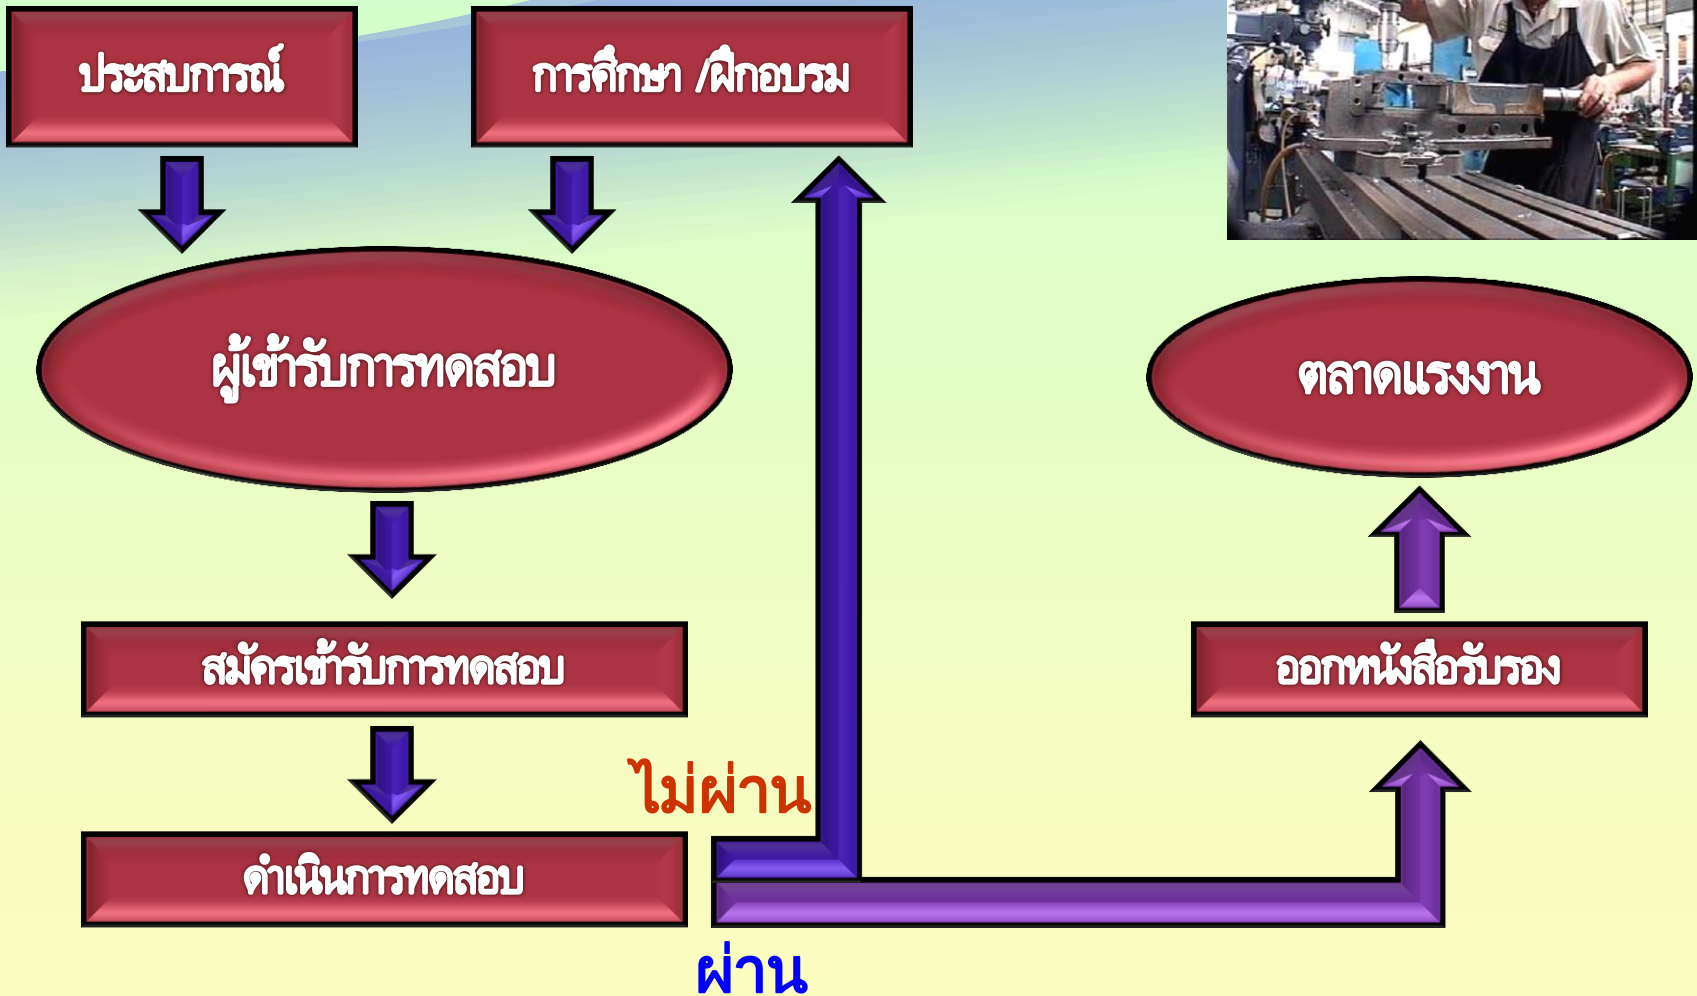 ประสบการณ์
การศึกษา /ฝึกอบรม
ผู้เข้ารับการทดสอบ
ตลาดแรงงาน
สมัครเข้ารับการทดสอบ
ออกหนังสือรับรอง
ไม่ผ่าน
ดำเนินการทดสอบ
ผ่าน